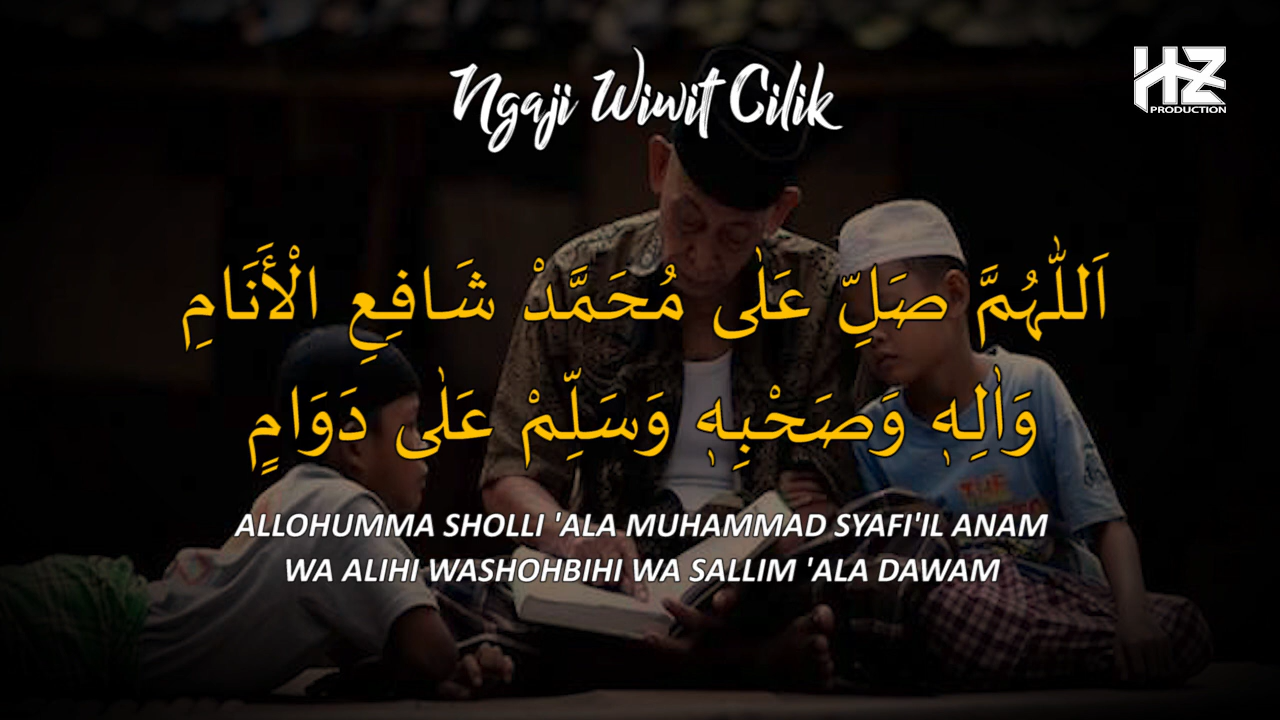 Ngaji Wiwit Cilik
HZ
PRODUCTION
اَللّٰهُمَّ صَلِّ عَلٰى مُحَمَّدْ شَافِعِ الْأَنَامِ
وَاٰلِهٖ وَصَحْبِهٖ وَسَلِّمْ عَلٰى دَوَامٍ
ALLOHUMMA SHOLLI 'ALA MUHAMMAD SYAFI'IL ANAM
WA ALIHI WASHOHBIHI WA SALLIM 'ALA DAWAM
THE